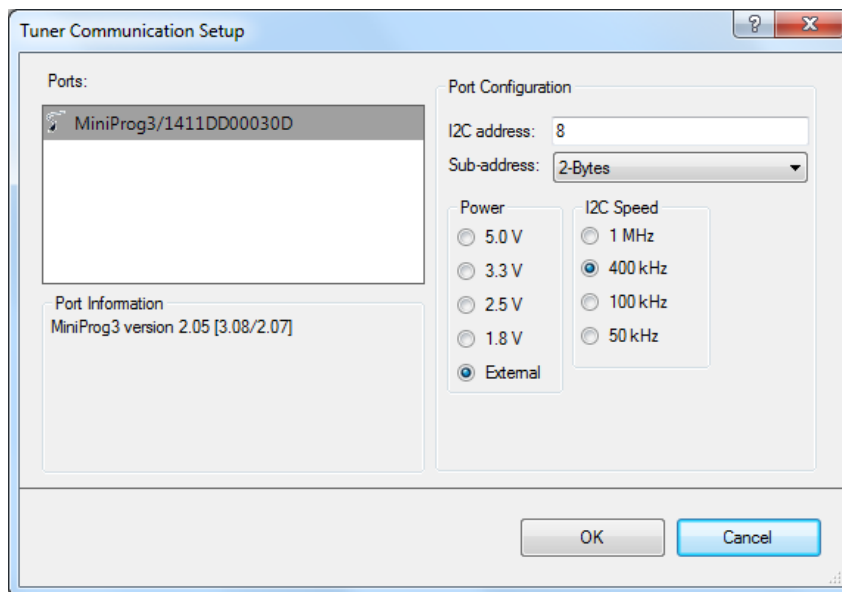 Tuner Communication Setup
Ports:
MiniProg3/1411DD00030D
Port Information
MiniProg3 version 2.05 [3.08/2.07]
Port Configuration
I2C address: 8
Sub-address: 2-Bytes
Power
5.0 V
3.3 V
2.5 V
1.8 V
External
I2C Speed
1 MHz
400 kHz
100 kHz
50 kHz
OK
Cancel